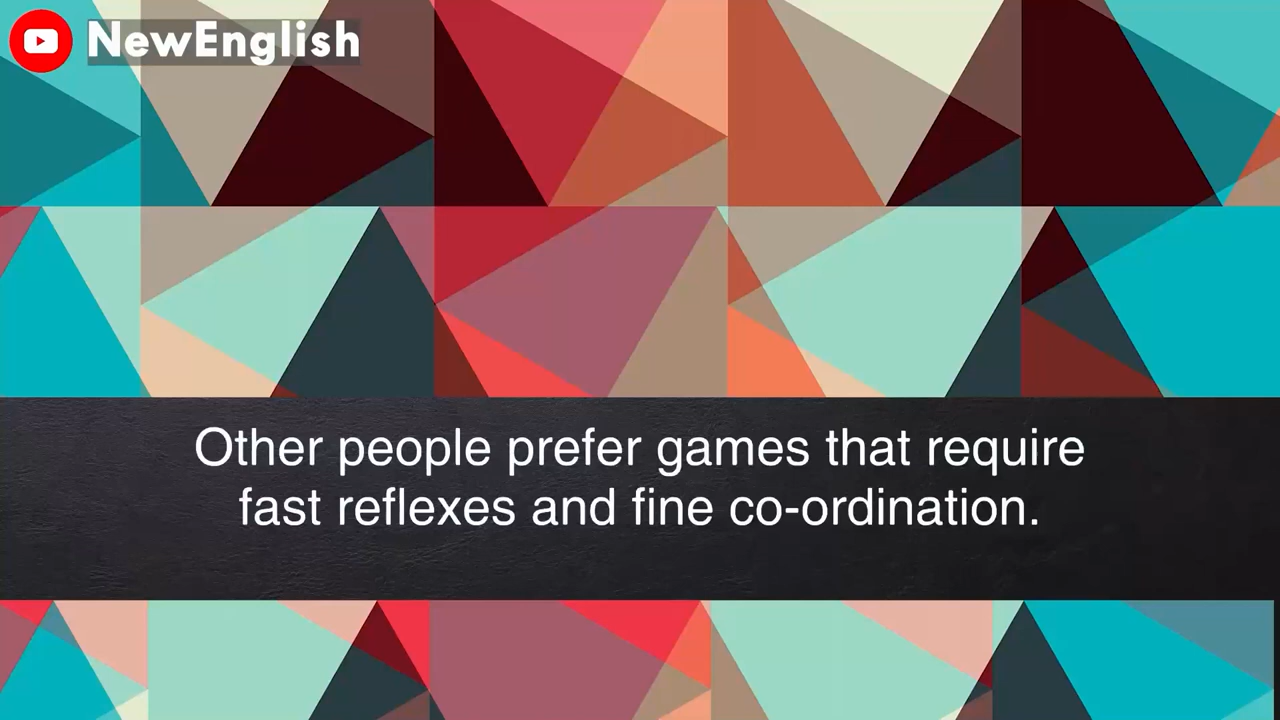 NewEnglish
Other people prefer games that require
fast reflexes and fine co-ordination.